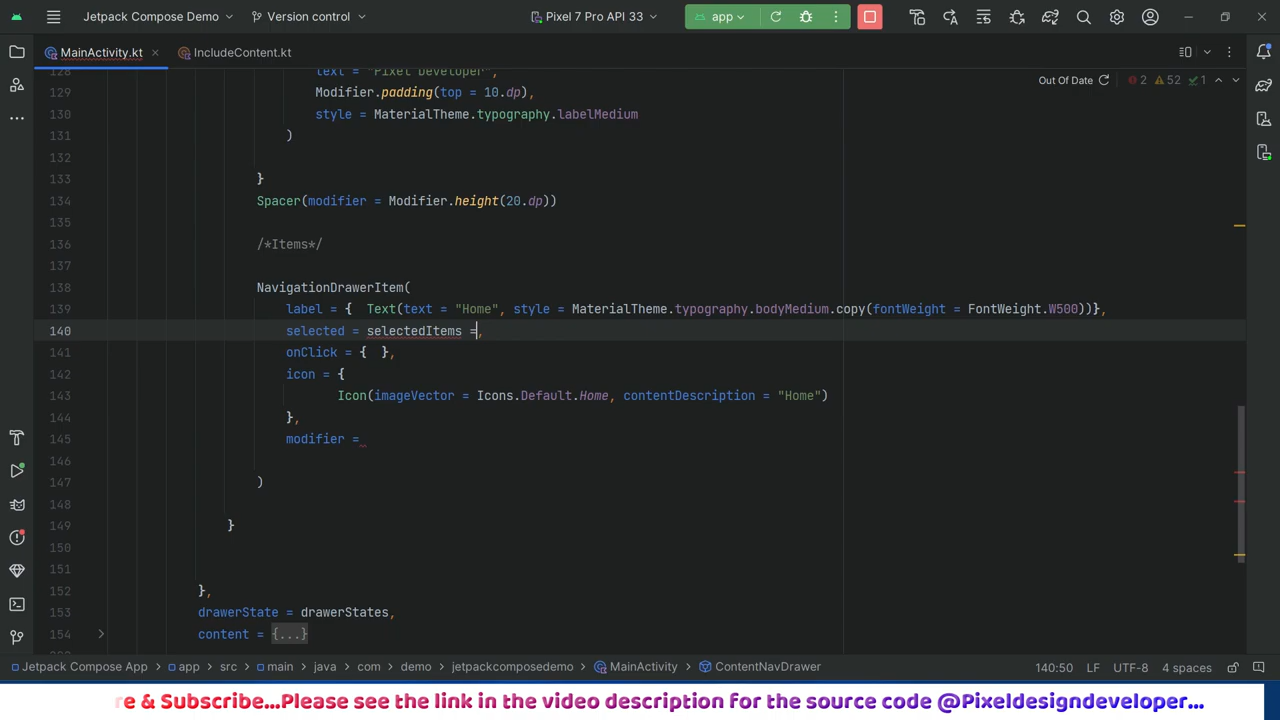 Jetpack Compose Demo
Version control
Pixel 7 Pro API 33
app
MainActivity.kt
IncludeContent.kt
Out Of Date
2
52
1
128 text = "Pixel Developer",
129 Modifier.padding(top = 10.dp),
130 style = MaterialTheme.typography.labelMedium
131 )
132
133 }
134 Spacer(modifier = Modifier.height(20.dp))
135
136 /*Items*/
137
138 NavigationDrawerItem(
139 label = { Text(text = "Home", style = MaterialTheme.typography.bodyMedium.copy(fontWeight = FontWeight.W500))},
140 selected = selectedItems =,
141 onClick = { },
142 icon = {
143 Icon(imageVector = Icons.Default.Home, contentDescription = "Home")
144 },
145 modifier =
146
147 )
148
149 }
150
151
152 },
153 drawerState = drawerStates,
154 content = {...}
Jetpack Compose App > app > src > main > java > com > demo > jetpackcomposedemo > MainActivity > ContentNavDrawer
140:50 LF UTF-8 4 spaces
re & Subscribe...Please see the link in the video description for the source code @Pixeldesigndeveloper...